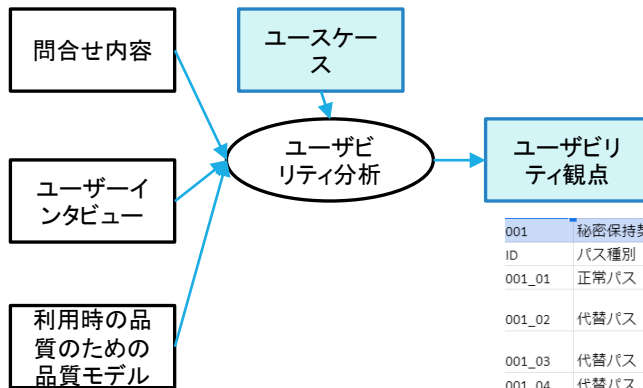 問合せ内容
ユースケー
ス
ユーザビ
リティ分析
ユーザビリ
ティ観点
ユーザーイ
ンタビュー
利用時の品
質のための
品質モデル
001 秘密保持
ID パス種別
001_01 正常パス
001_02 代替パス
001_03 代替パス
001_04 代替パス